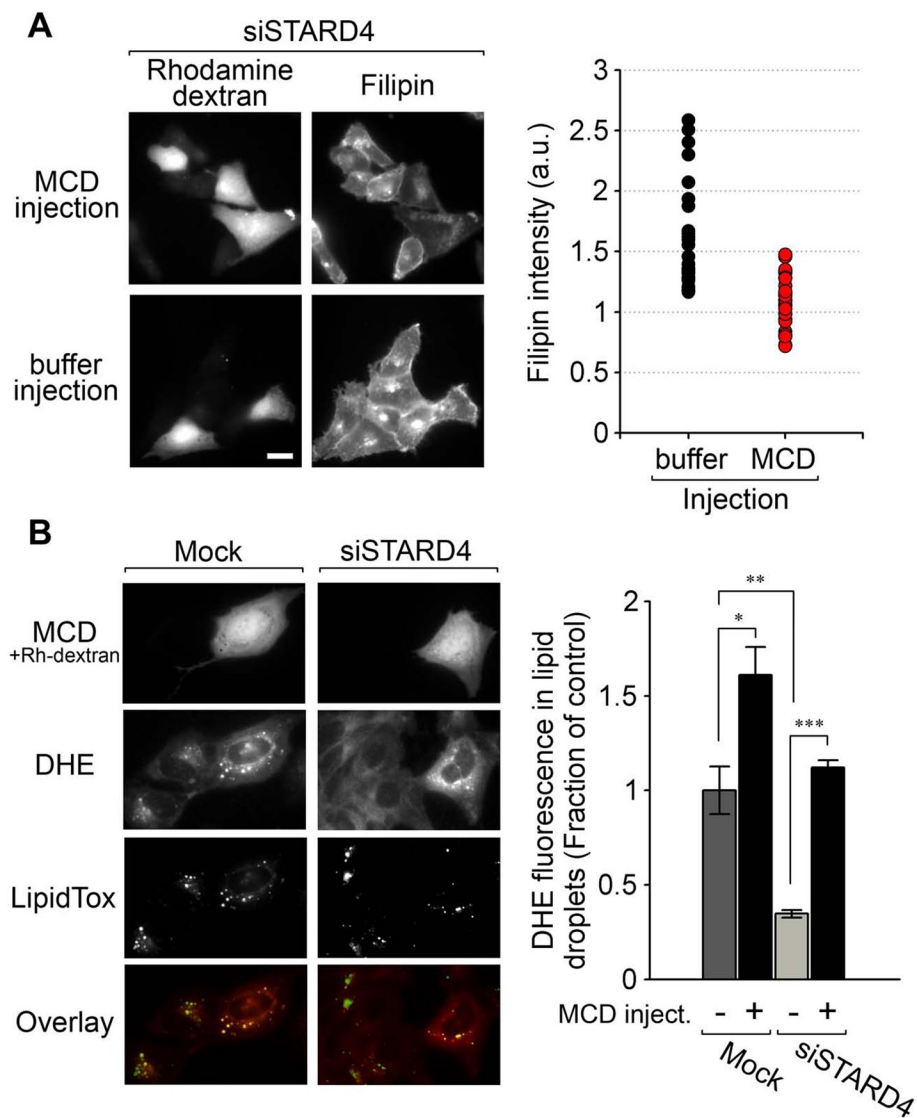 A
siSTARD4
Rhodamine
dextran
Filipin
MCD
injection
buffer
injection
Filipin intensity (a.u.)
3
2.5
2
1.5
1
0.5
0
buffer MCD
Injection
B
Mock
siSTARD4
MCD
+Rh-dextran
DHE
LipidTox
Overlay
DHE fluorescence in lipid
droplets (Fraction of control)
2
1.5
1
0.5
0
**
*
***
MCD inject. - + - +
Mock siSTARD4